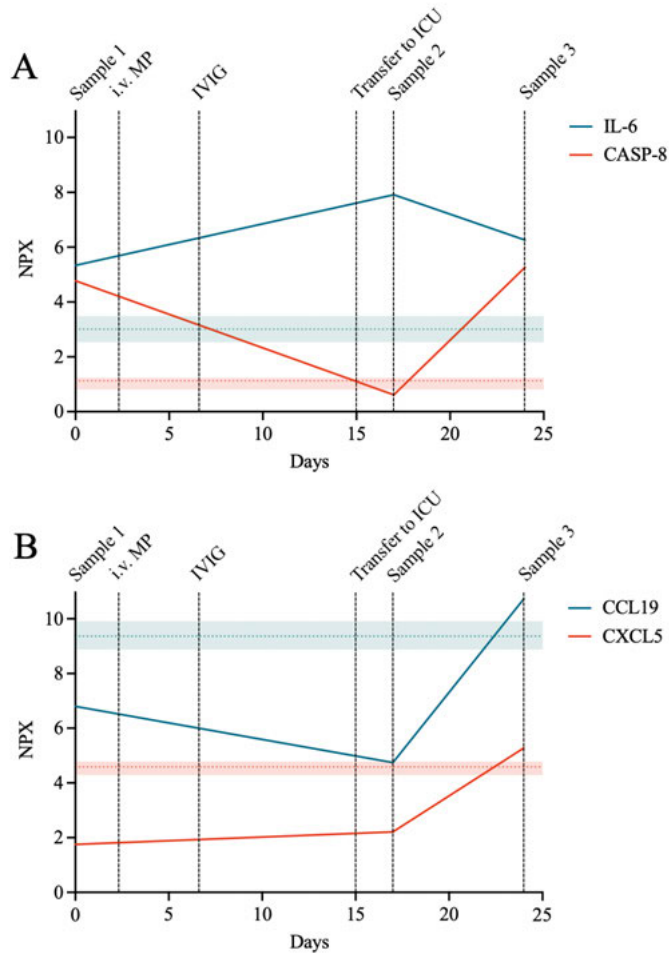 A
Sample 1
i.v. MP
IVIG
Transfer to ICU
Sample 2
Sample 3
IL-6
CASP-8
NPX
10
8
6
4
2
0
0 5 10 15 20 25
Days
B
Sample 1
i.v. MP
IVIG
Transfer to ICU
Sample 2
Sample 3
CCL19
CXCL5
NPX
10
8
6
4
2
0
0 5 10 15 20 25
Days